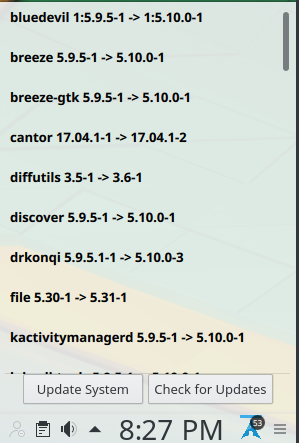 bluedevil 1:5.9.5-1 -> 1:5.10.0-1
breeze 5.9.5-1 -> 5.10.0-1
breeze-gtk 5.9.5-1 -> 5.10.0-1
cantor 17.04.1-1 -> 17.04.1-2
diffutils 3.5-1 -> 3.6-1
discover 5.9.5-1 -> 5.10.0-1
drkonqi 5.9.5.1-1 -> 5.10.0-3
file 5.30-1 -> 5.31-1
kactivitymanagerd 5.9.5-1 -> 5.10.0-1
Update System
Check for Updates
8:27 PM
53